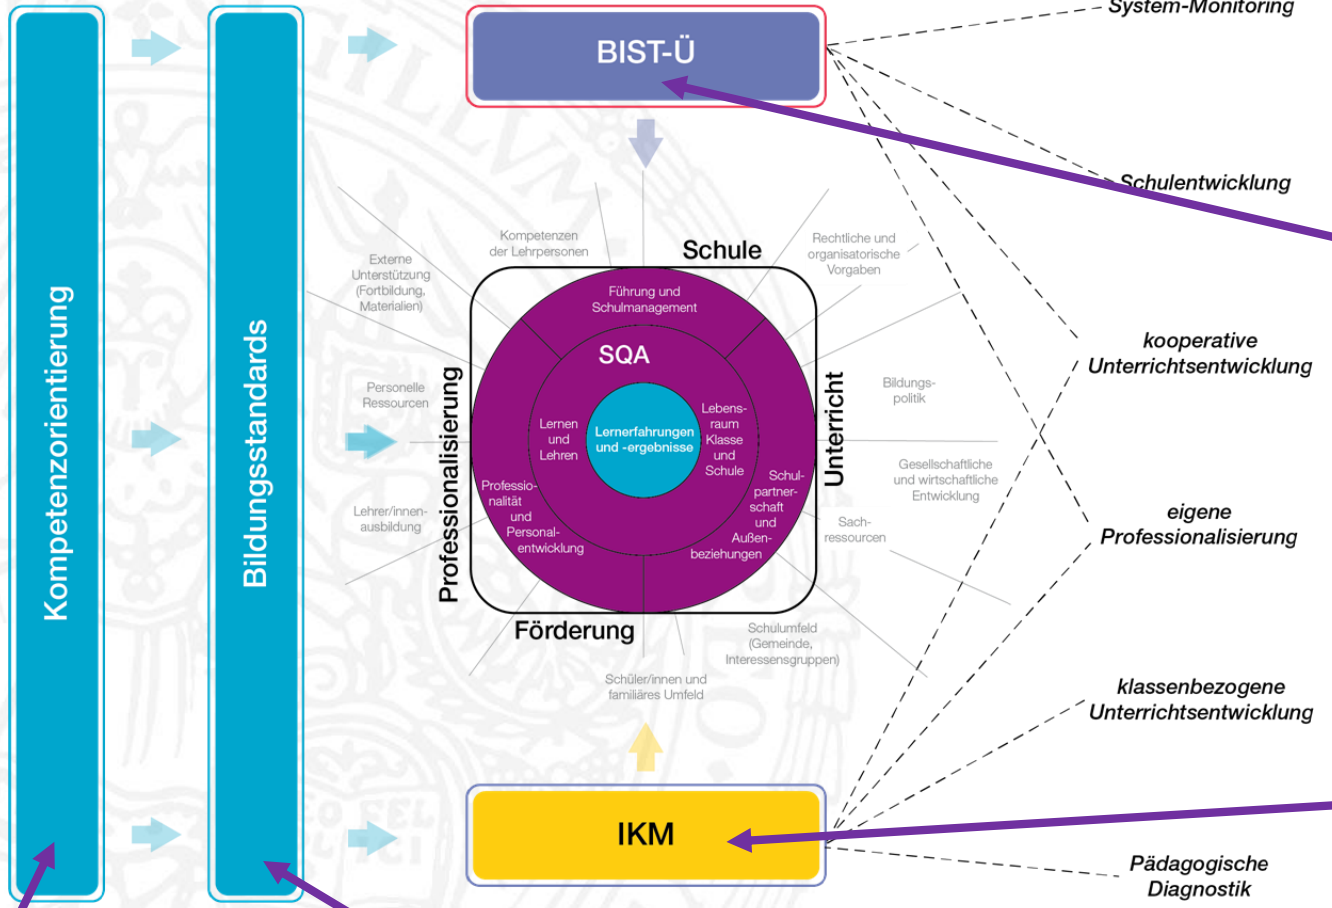 Kompetenzorientierung
Bildungsstandards
BIST-Ü
System-Monitoring
Schulentwicklung
kooperative
Unterrichtsentwicklung
eigene
Professionalisierung
klassenbezogene
Unterrichtsentwicklung
Pädagogische
Diagnostik
Kompetenzen
der Lehrpersonen
Schule
Rechtliche und
organisatorische
Vorgaben
Externe
Unterstützung
(Fortbildung,
Materialien)
Führung und
Schulmanagement
SQA
Personelle
Ressourcen
Professionalisierung
Unterricht
Bildungs-
politik
Lernen
und
Lehren
Lernerfahrungen
und -ergebnisse
Lebens-
raum
Klasse
und
Schule
Gesellschaftliche
und wirtschaftliche
Entwicklung
Lehrer/innen-
ausbildung
Professio-
nalität
und
Personal-
entwicklung
Schul-
partner-
schaft
und
Außen-
beziehungen
Sach-
ressourcen
Förderung
Schulumfeld
(Gemeinde,
Interessensgruppen)
Schüler/innen und
familiäres Umfeld
IKM